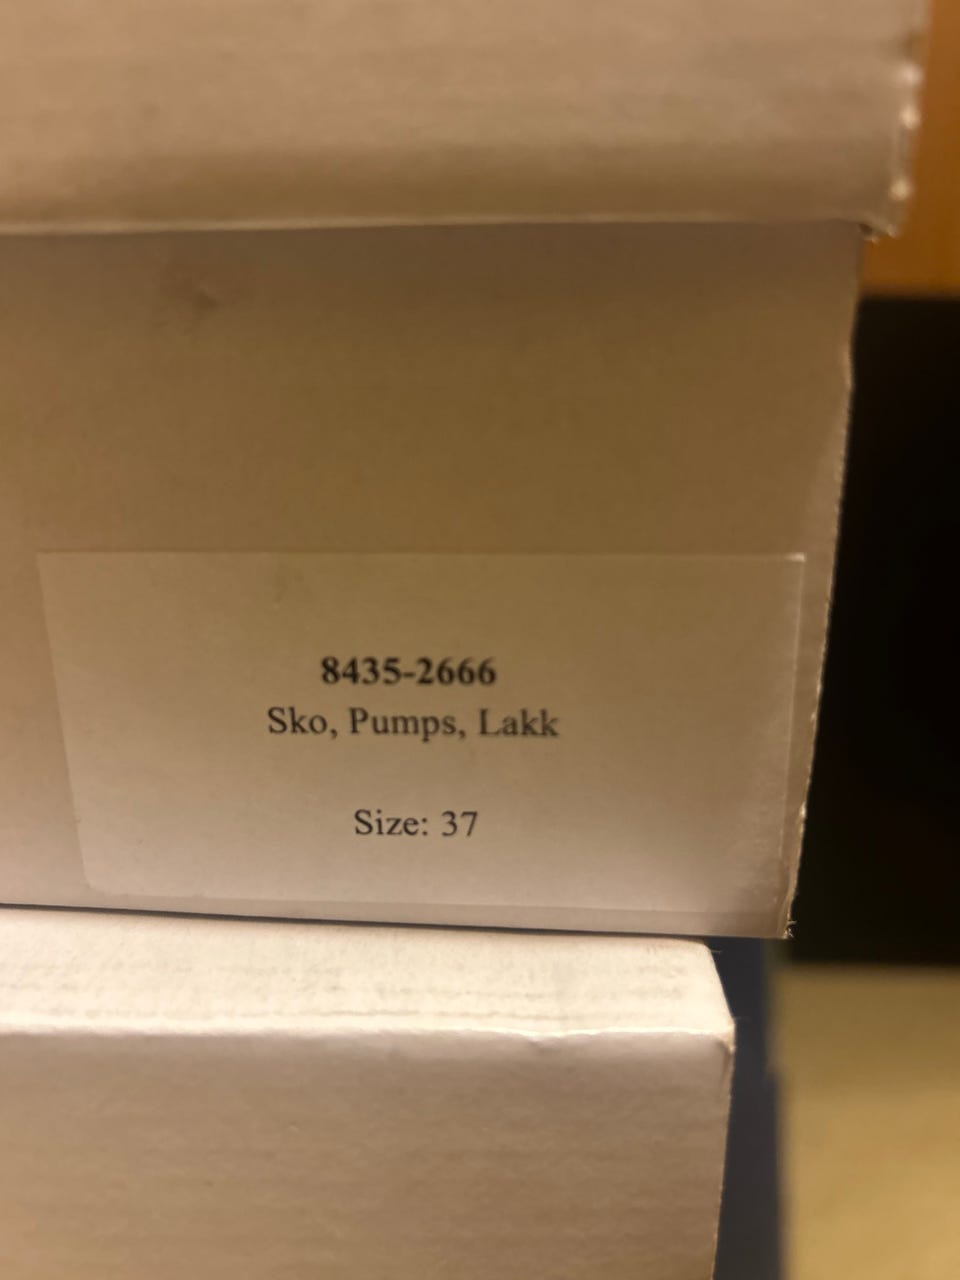 8435-2666
Sko, Pumps, Lakk
Size: 37